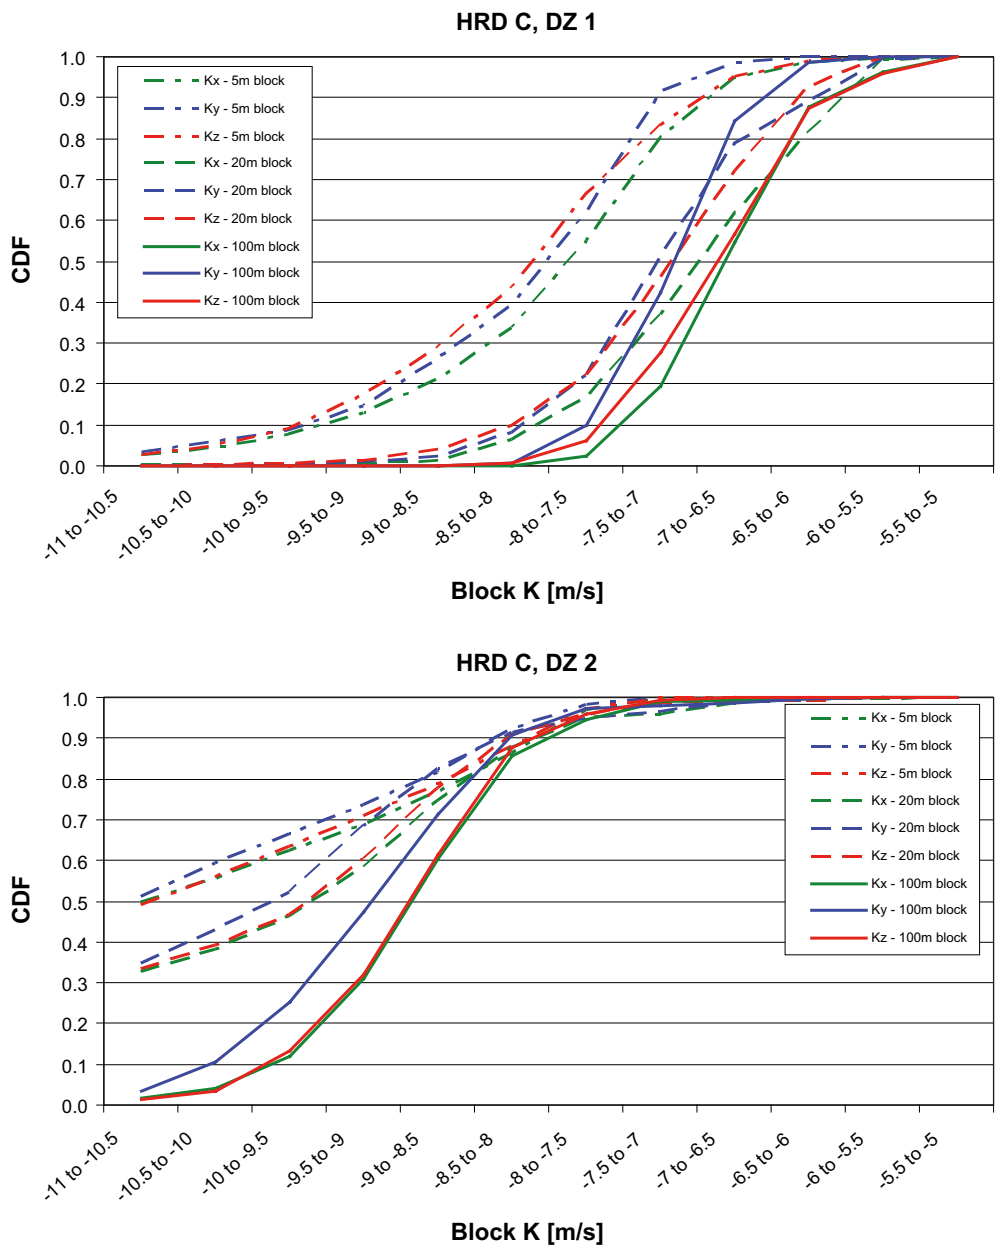 HRD C, DZ 1
CDF
1.0
0.9
0.8
0.7
0.6
0.5
0.4
0.3
0.2
0.1
0.0
Kx - 5m block
Ky - 5m block
Kz - 5m block
Kx - 20m block
Ky - 20m block
Kz - 20m block
Kx - 100m block
Ky - 100m block
Kz - 100m block
-11 to -10.5
-10.5 to -10
-10 to -9.5
-9.5 to -9
-9 to -8.5
-8.5 to -8
-8 to -7.5
-7.5 to -7
-7 to -6.5
-6.5 to -6
-6 to -5.5
-5.5 to -5
Block K [m/s]
HRD C, DZ 2
CDF
1.0
0.9
0.8
0.7
0.6
0.5
0.4
0.3
0.2
0.1
0.0
Kx - 5m block
Ky - 5m block
Kz - 5m block
Kx - 20m block
Ky - 20m block
Kz - 20m block
Kx - 100m block
Ky - 100m block
Kz - 100m block
-11 to -10.5
-10.5 to -10
-10 to -9.5
-9.5 to -9
-9 to -8.5
-8.5 to -8
-8 to -7.5
-7.5 to -7
-7 to -6.5
-6.5 to -6
-6 to -5.5
-5.5 to -5
Block K [m/s]